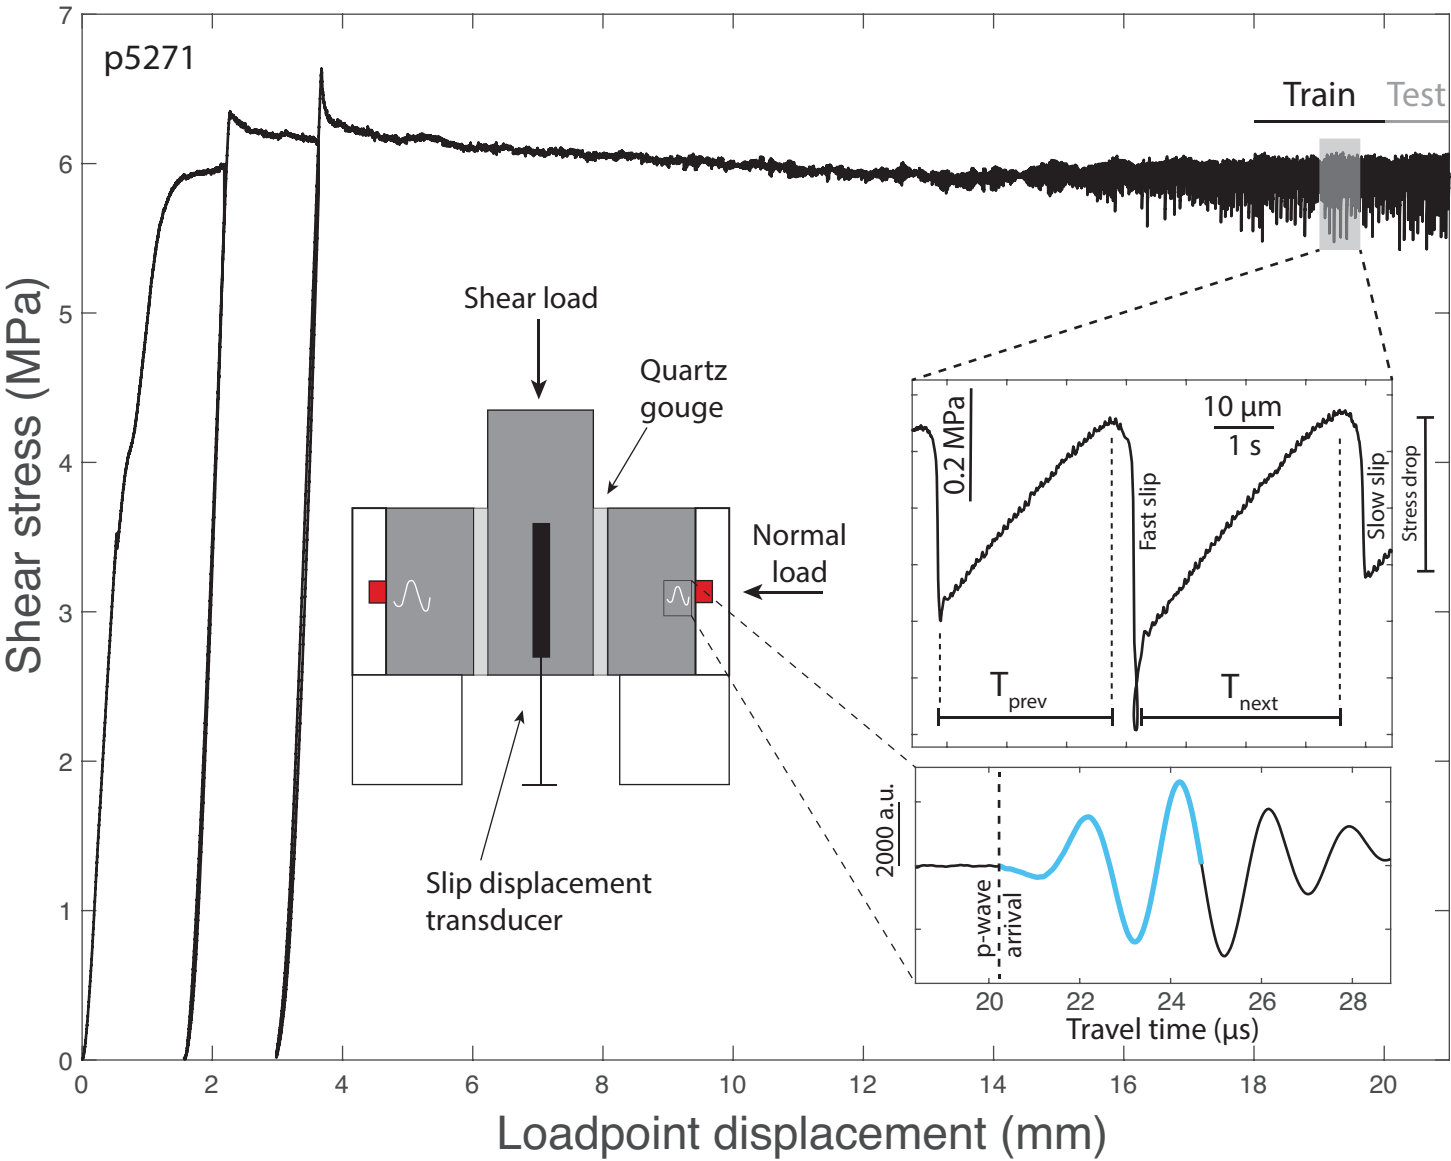 7
6
5
4
3
2
1
0
Shear stress (MPa)
p5271
Train
Test
Shear load
Quartz
gouge
Normal
load
Slip displacement
transducer
0.2 MPa
10 µm
1 s
Fast slip
Slow slip
Stress drop
Tprev
Tnext
2000 a.u.
p-wave
arrival
20 22 24 26 28
Travel time (µs)
0 2 4 6 8 10 12 14 16 18 20
Loadpoint displacement (mm)